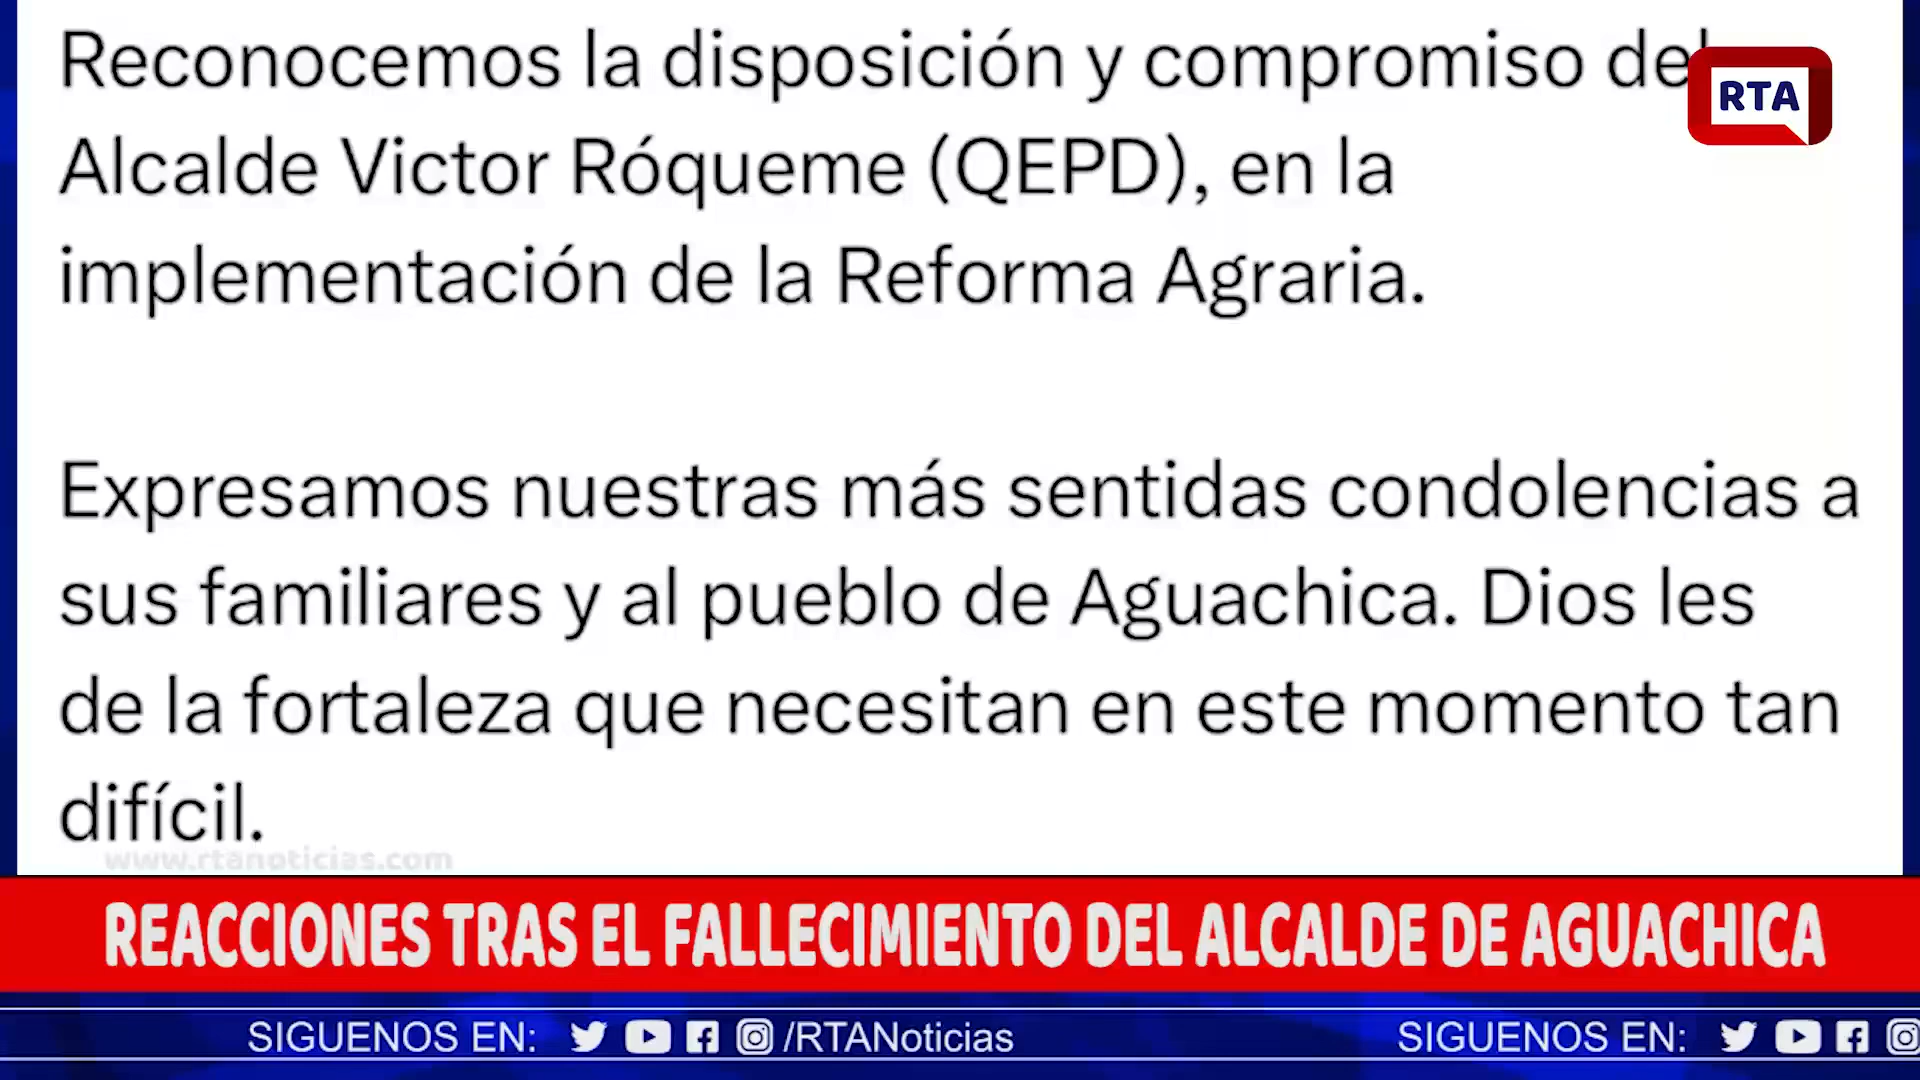 Reconocemos la disposición y compromiso del
RTA
Alcalde Victor Róqueme (QEPD), en la
implementación de la Reforma Agraria.
Expresamos nuestras más sentidas condolencias a
sus familiares y al pueblo de Aguachica. Dios les
de la fortaleza que necesitan en este momento tan
difícil.
www.rtanoticias.com
REACCIONES TRAS EL FALLECIMIENTO DEL ALCALDE DE AGUACHICA
SIGUENOS EN: /RTANoticias SIGUENOS EN: